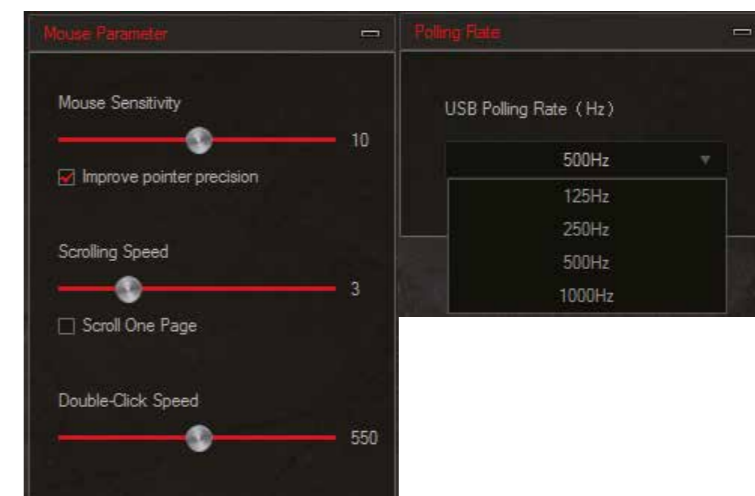 Mouse Parameter
Mouse Sensitivity
10
Improve pointer precision
Scrolling Speed
3
Scroll One Page
Double-Click Speed
550
Polling Rate
USB Polling Rate（Hz）
500Hz
125Hz
250Hz
500Hz
1000Hz